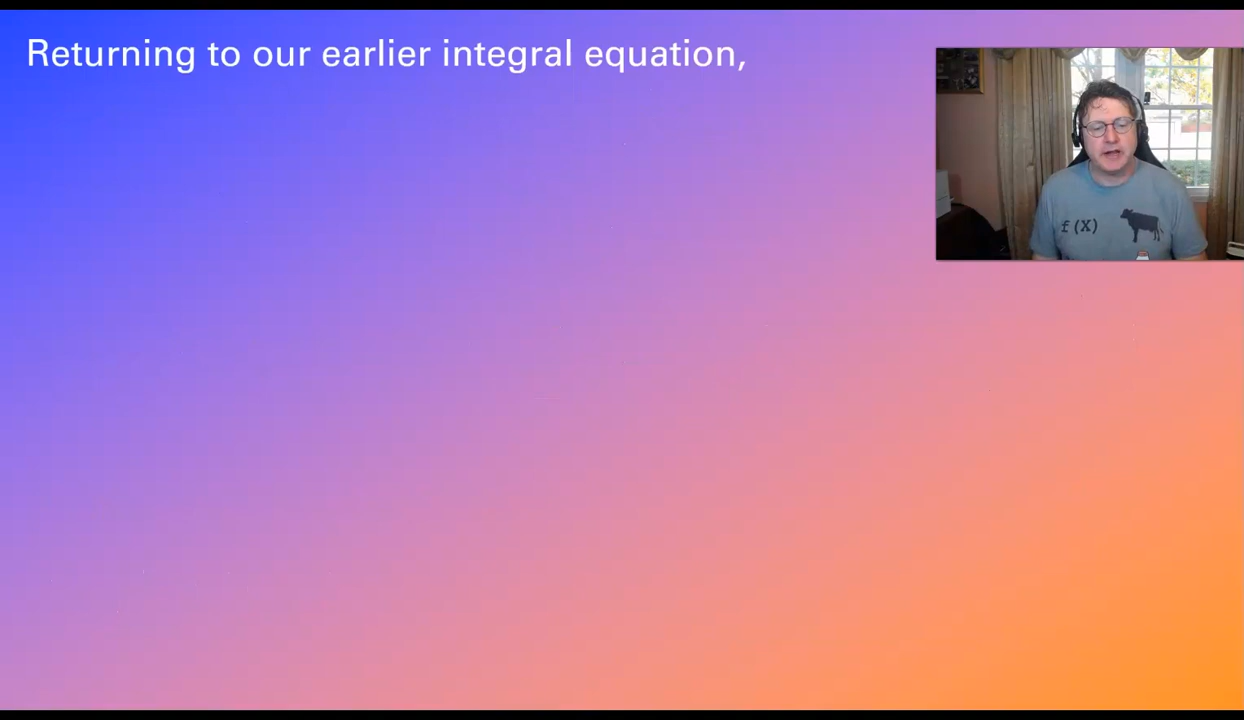 Returning to our earlier integral equation,
f(X)